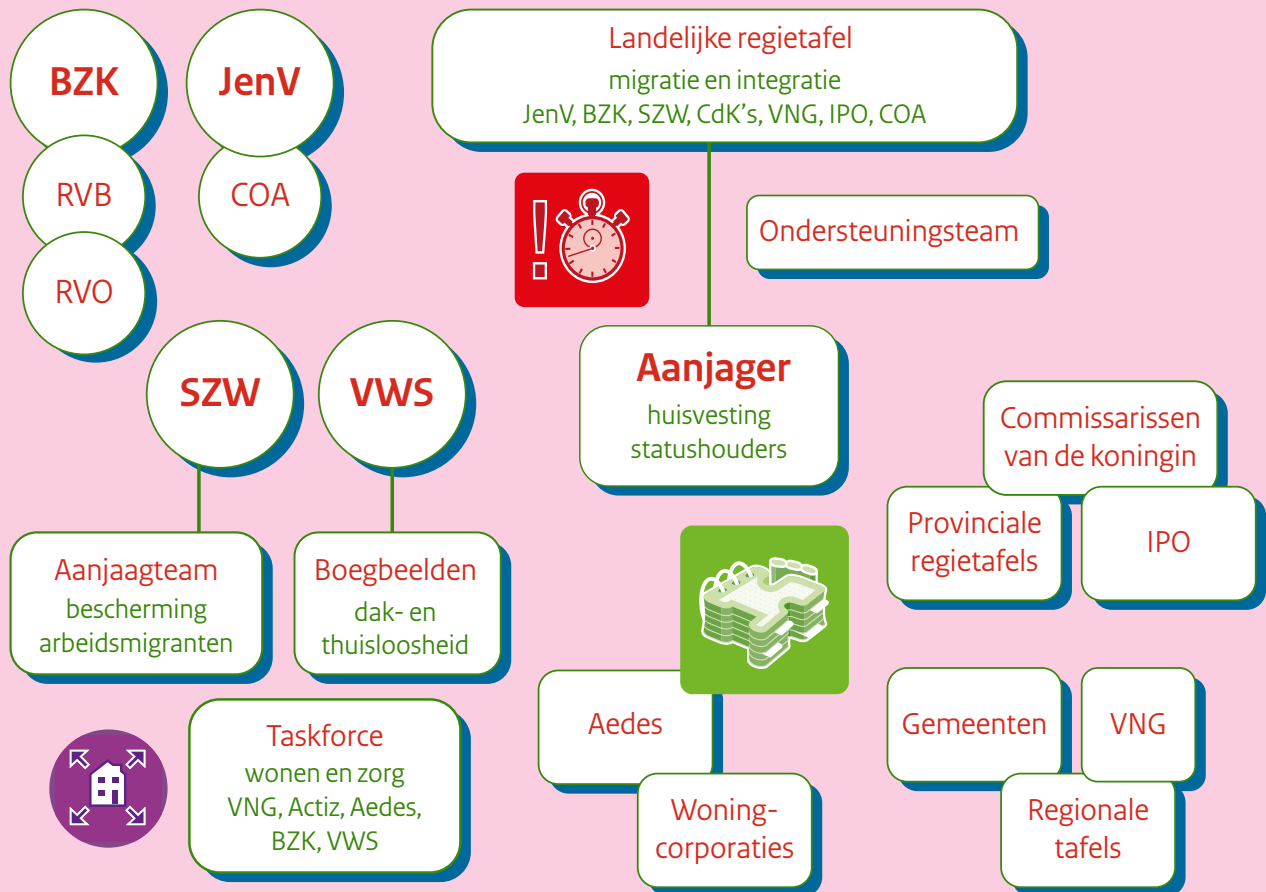 BZK
RVB
RVO
JenV
COA
Landelijke regietafel
migratie en integratie
JenV, BZK, SZW, CdK’s, VNG, IPO, COA
Ondersteuningsteam
Aanjager
huisvesting
statushouders
SZW
VWS
Aanjaagteam
bescherming
arbeidsmigranten
Boegbeelden
dak- en
thuisloosheid
Taskforce
wonen en zorg
VNG, Actiz, Aedes,
BZK, VWS
Commissarissen
van de koningin
Provinciale
regietafels
IPO
Aedes
Woning-
corporaties
Gemeenten
VNG
Regionale
tafels